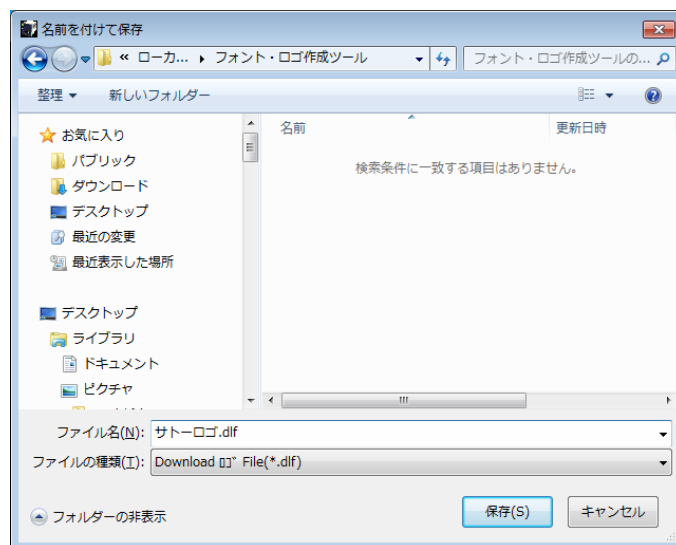 名前を付けて保存
« ローカ... ▸ フォント・ロゴ作成ツール
フォント・ロゴ作成ツールの...
整理 ▼ 新しいフォルダー
お気に入り
パブリック
ダウンロード
デスクトップ
最近の変更
最近表示した場所
デスクトップ
ライブラリ
ドキュメント
ピクチャ
名前 更新日時
検索条件に一致する項目はありません。
ファイル名(N): サトーロゴ.dlf
ファイルの種類(T): Download ﾛｺﾞ File(*.dlf)
フォルダーの非表示
保存(S) キャンセル